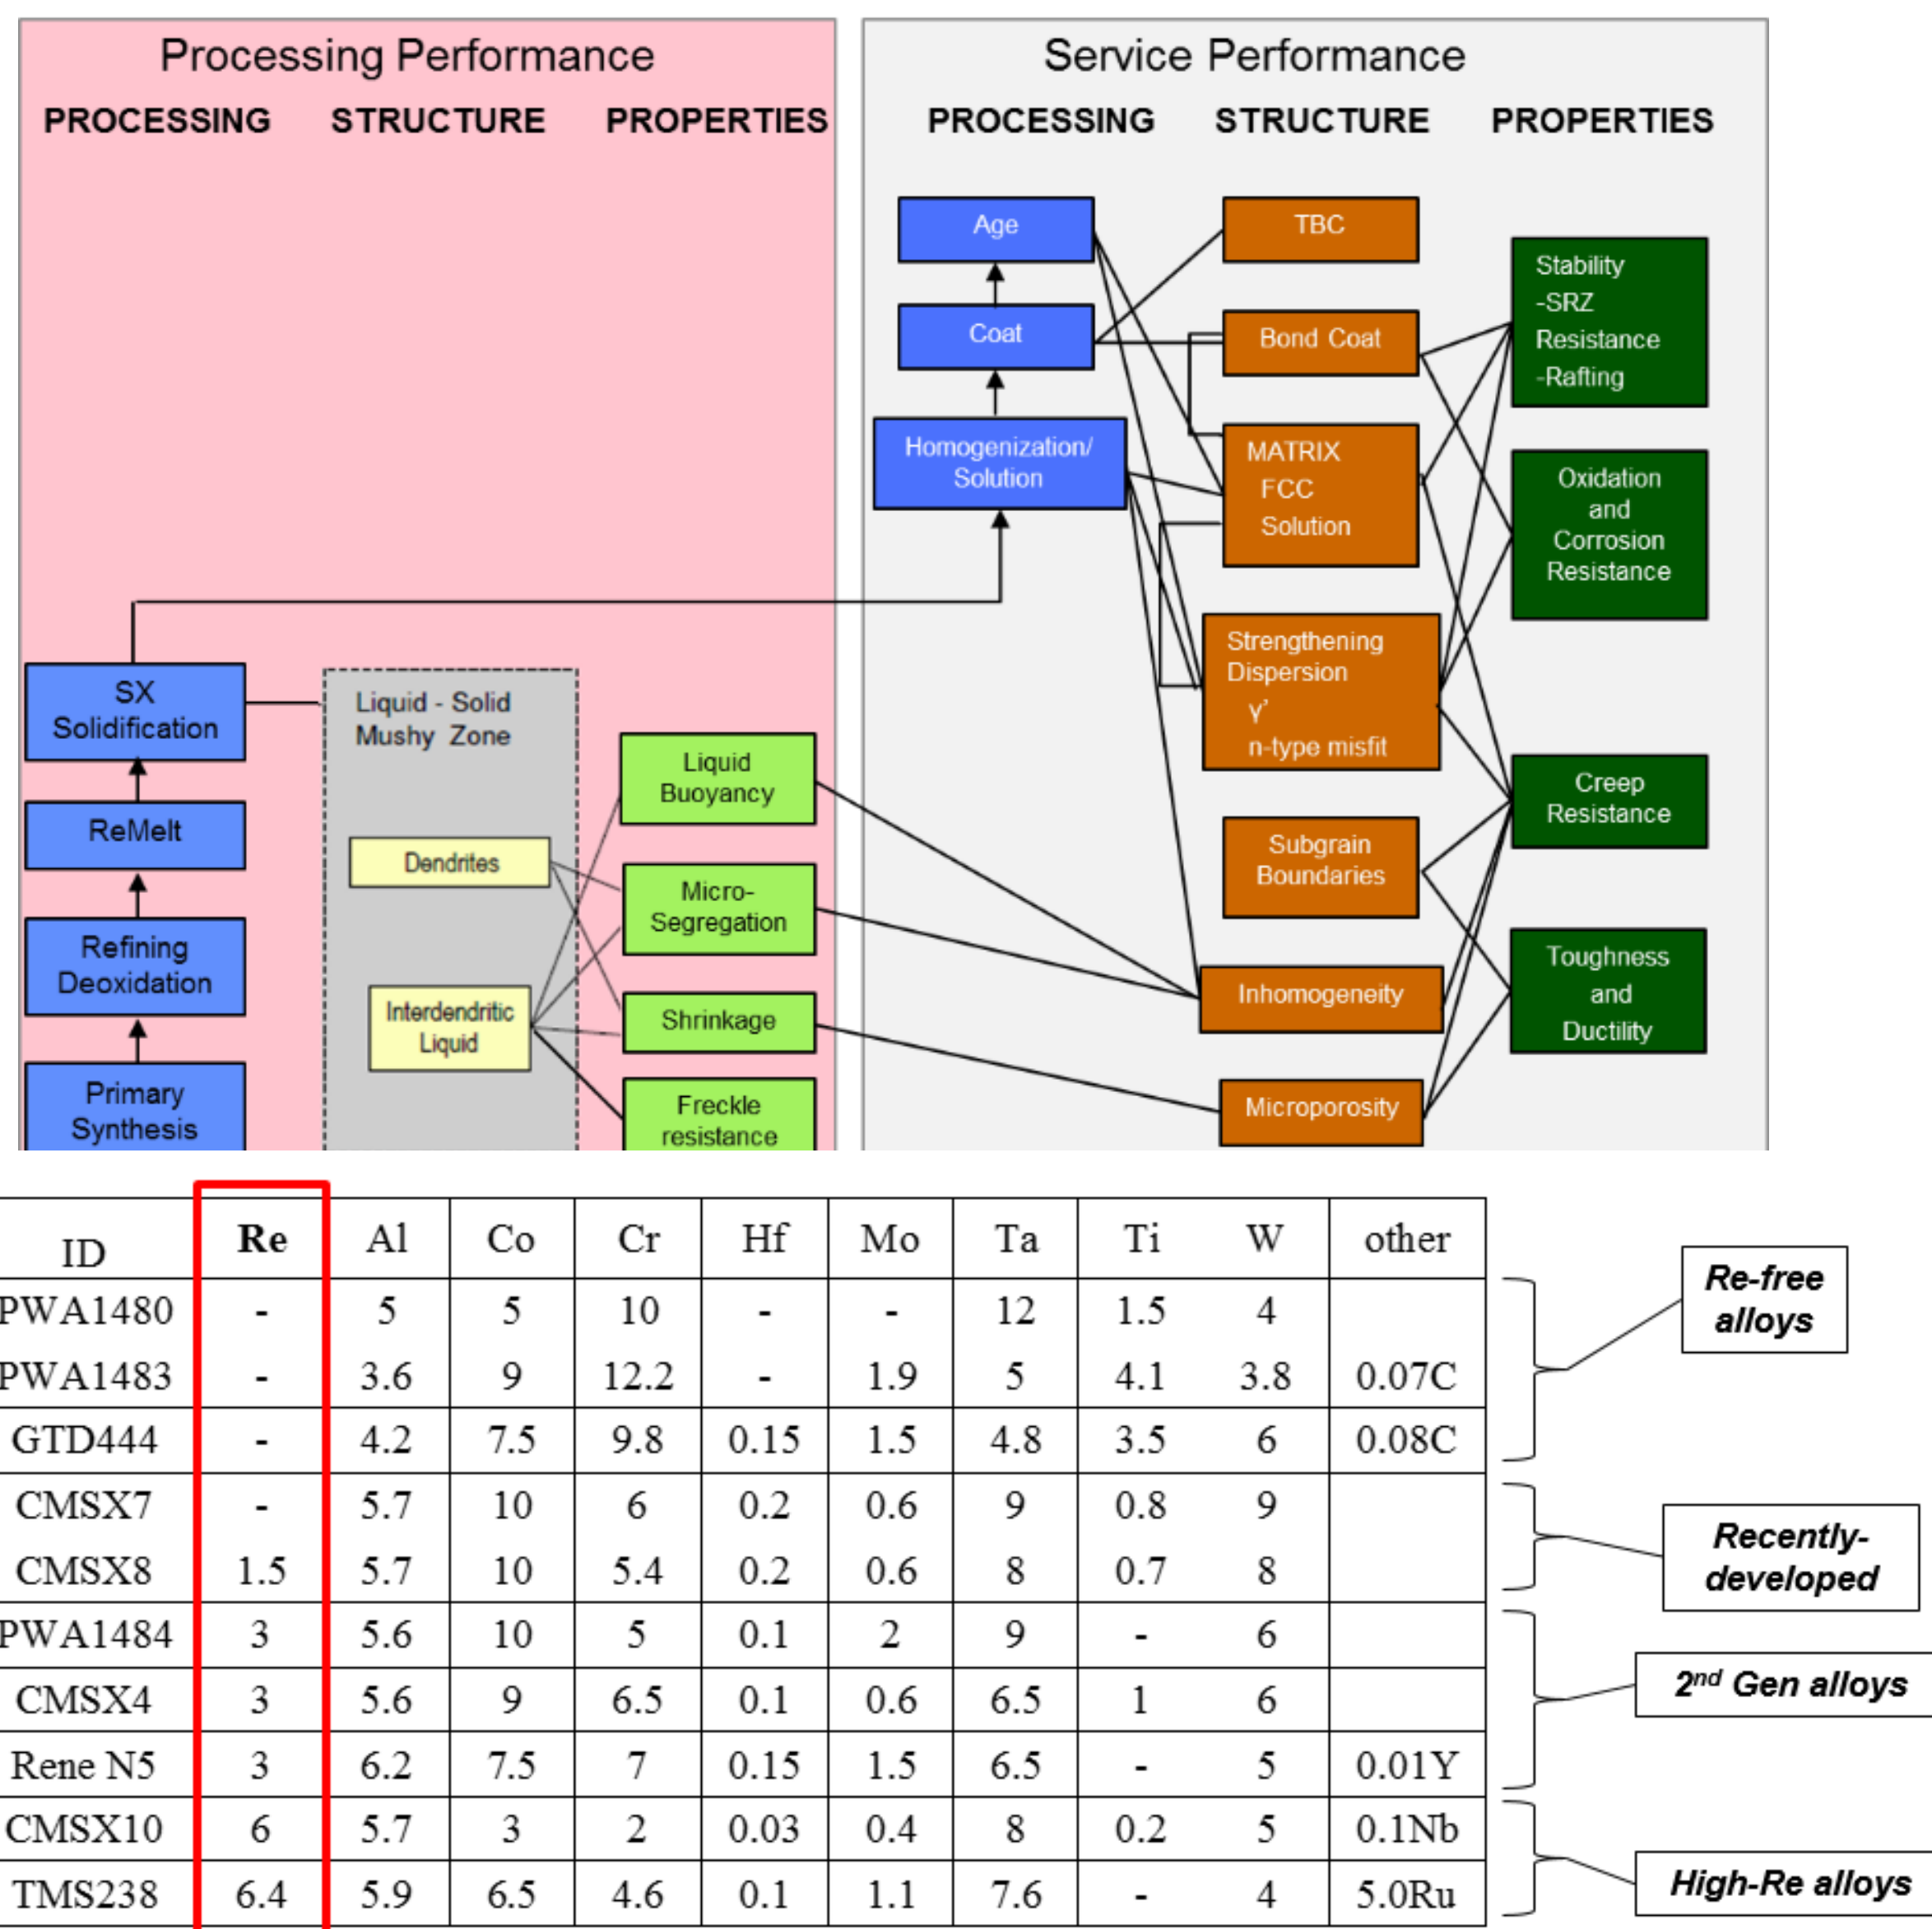 Processing Performance
PROCESSING STRUCTURE PROPERTIES
SX
Solidification
ReMelt
Refining
Deoxidation
Primary
Synthesis
Liquid - Solid
Mushy Zone
Dendrites
Interdendritic
Liquid
Liquid
Buoyancy
Micro-
Segregation
Shrinkage
Freckle
resistance
Service Performance
PROCESSING STRUCTURE PROPERTIES
Age
Coat
Homogenization/
Solution
TBC
Bond Coat
MATRIX
FCC
Solution
Strengthening
Dispersion
γ’
n-type misfit
Subgrain
Boundaries
Inhomogeneity
Microporosity
Stability
-SRZ
Resistance
-Rafting
Oxidation
and
Corrosion
Resistance
Creep
Resistance
Toughness
and
Ductility
ID Re Al Co Cr Hf Mo Ta Ti W other
PWA1480 - 5 5 10 - - 12 1.5 4
PWA1483 - 3.6 9 12.2 - 1.9 5 4.1 3.8 0.07C
GTD444 - 4.2 7.5 9.8 0.15 1.5 4.8 3.5 6 0.08C
CMSX7 - 5.7 10 6 0.2 0.6 9 0.8 9
CMSX8 1.5 5.7 10 5.4 0.2 0.6 8 0.7 8
PWA1484 3 5.6 10 5 0.1 2 9 - 6
CMSX4 3 5.6 9 6.5 0.1 0.6 6.5 1 6
Rene N5 3 6.2 7.5 7 0.15 1.5 6.5 - 5 0.01Y
CMSX10 6 5.7 3 2 0.03 0.4 8 0.2 5 0.1Nb
TMS238 6.4 5.9 6.5 4.6 0.1 1.1 7.6 - 4 5.0Ru
Re-free
alloys
Recently-
developed
2nd Gen alloys
High-Re alloys